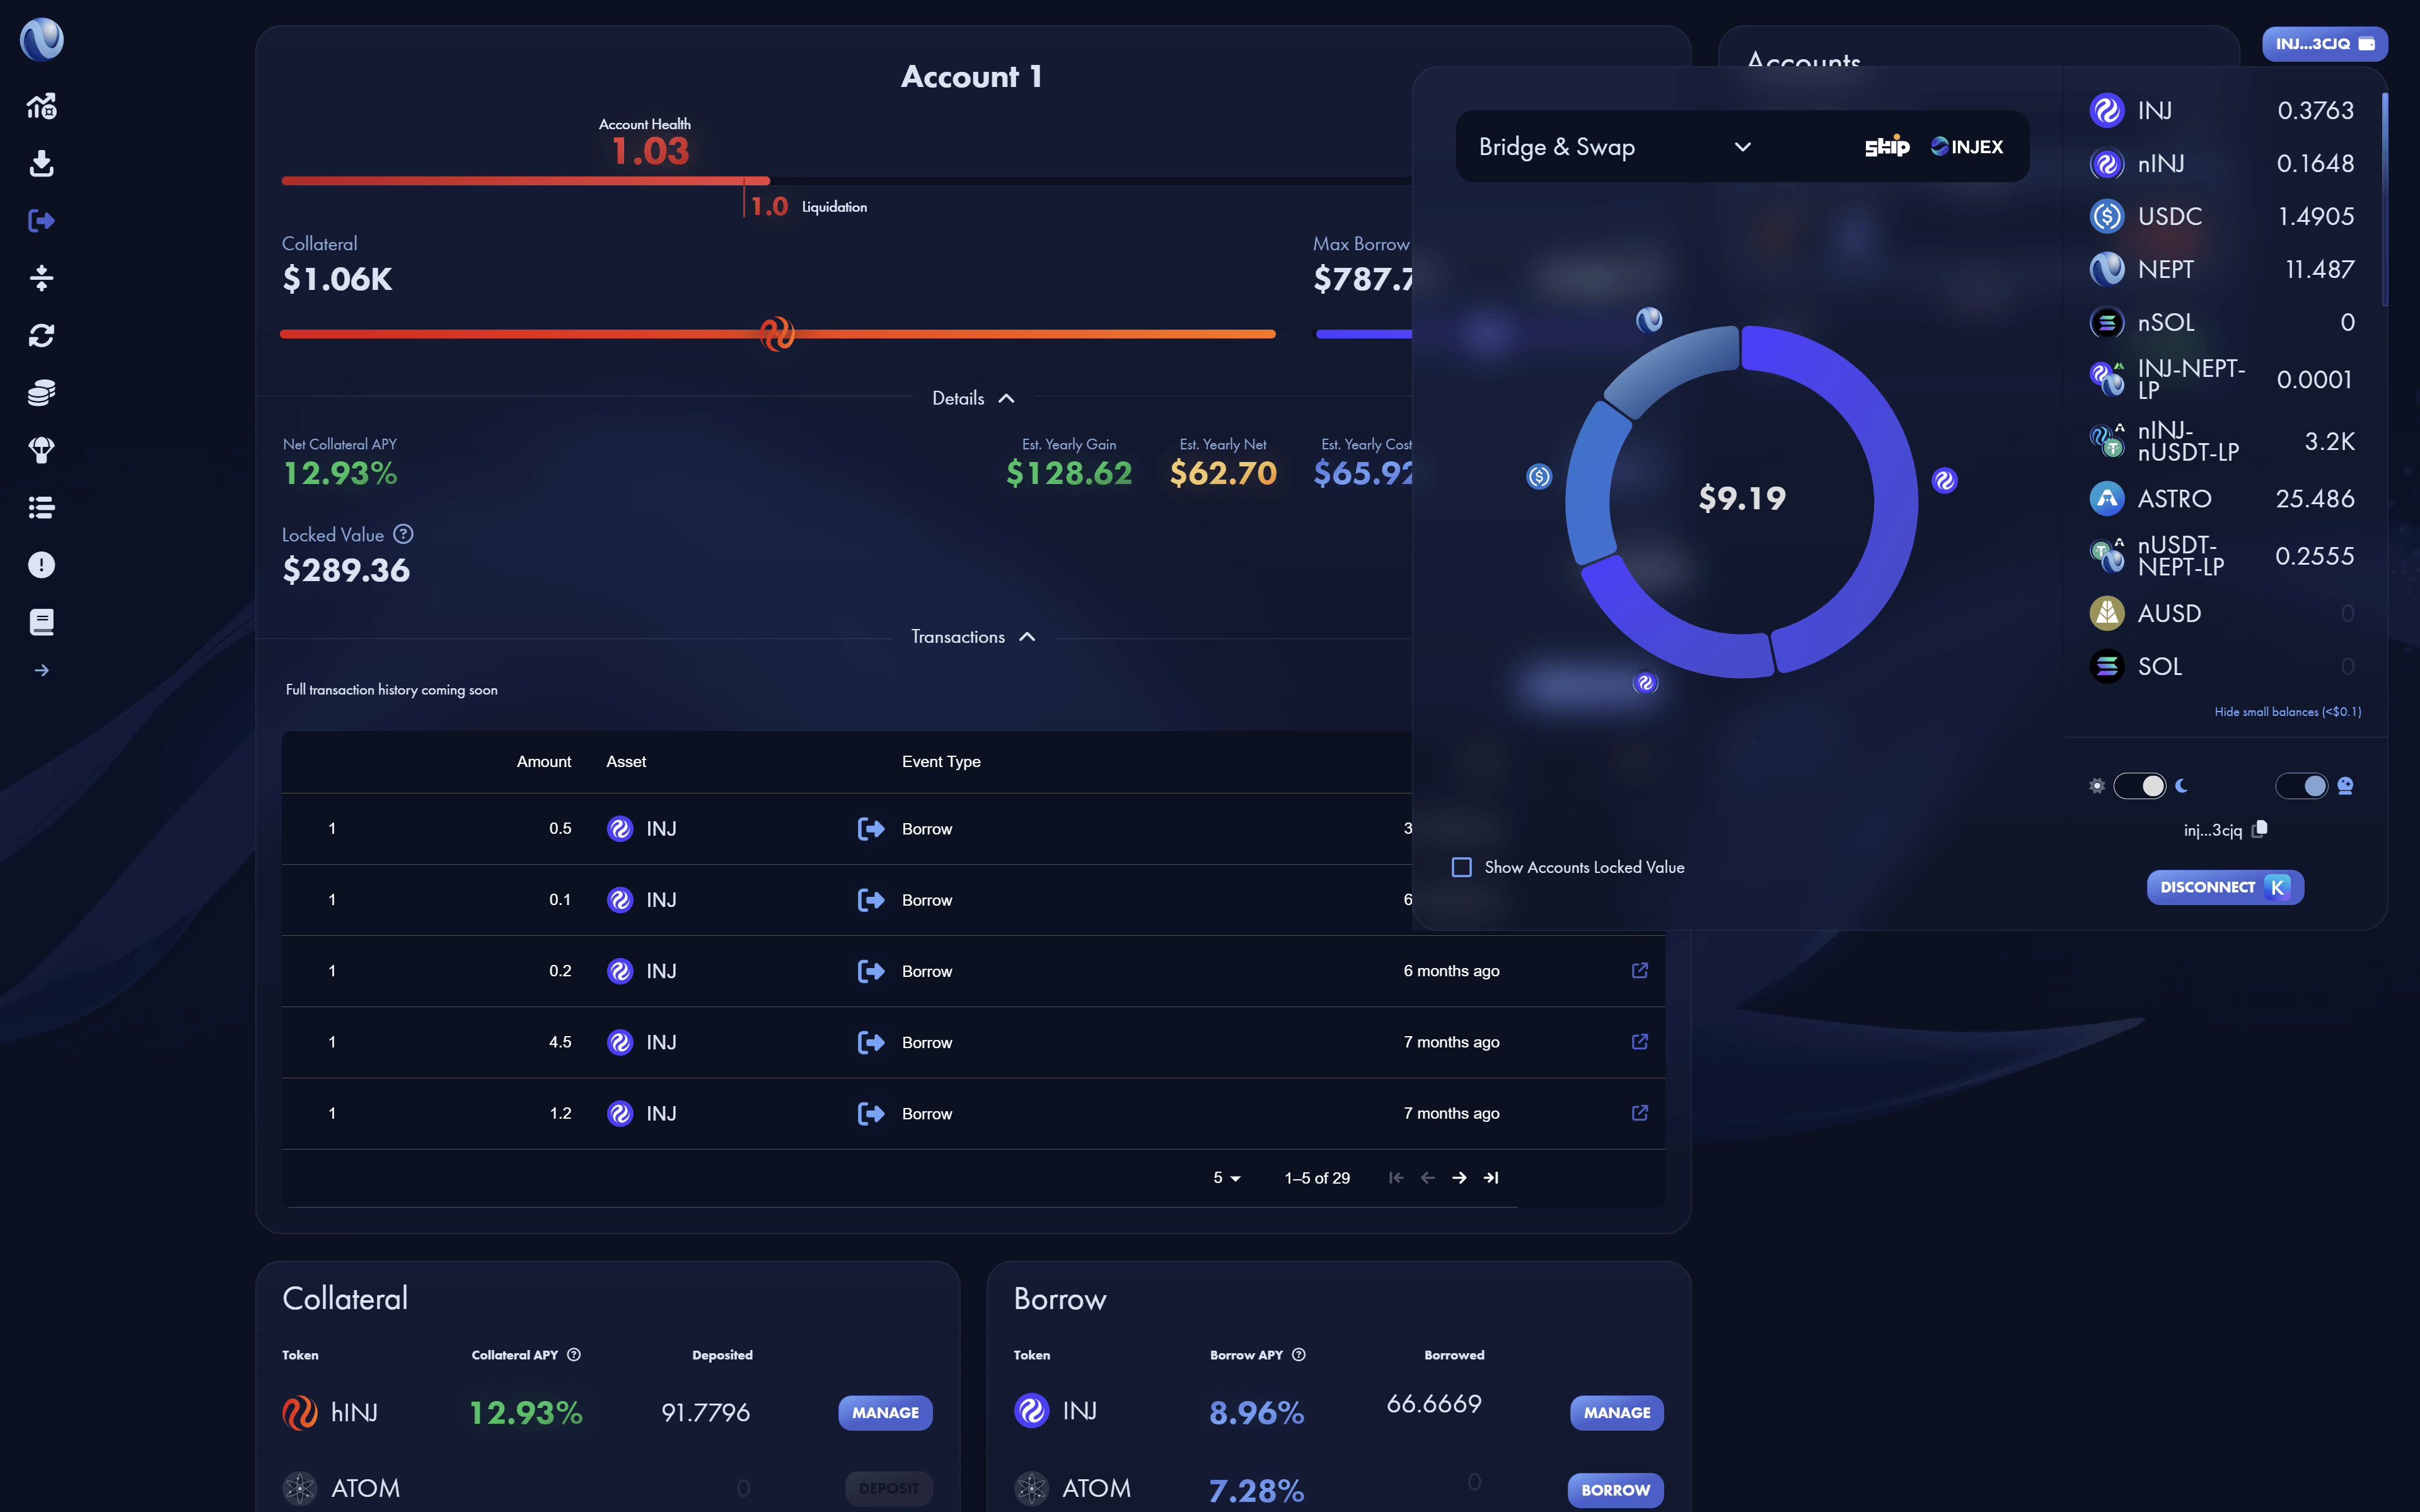 Account 1
Account Health
1.03
1.0 Liquidation
Collateral
$1.06K
Max Borrow
$787.7
Details
Net Collateral APY
12.93%
Est. Yearly Gain
$128.62
Est. Yearly Net
$62.70
Est. Yearly Cost
$65.92
Locked Value
$289.36
Transactions
Full transaction history coming soon
Amount Asset Event Type
1 0.5 INJ Borrow 3
1 0.1 INJ Borrow 6
1 0.2 INJ Borrow 6 months ago
1 4.5 INJ Borrow 7 months ago
1 1.2 INJ Borrow 7 months ago
5 1–5 of 29
Collateral
Token Collateral APY Deposited
hINJ 12.93% 91.7796 MANAGE
ATOM 0 DEPOSIT
Borrow
Token Borrow APY Borrowed
INJ 8.96% 66.6669 MANAGE
ATOM 7.28% 0 BORROW
Accounts
INJ...3CJQ
Bridge & Swap skip INJEX
$9.19
Show Accounts Locked Value
INJ 0.3763
nINJ 0.1648
USDC 1.4905
NEPT 11.487
nSOL 0
INJ-NEPT-
LP 0.0001
nINJ-
nUSDT-LP 3.2K
ASTRO 25.486
nUSDT-
NEPT-LP 0.2555
AUSD 0
SOL 0
Hide small balances (<$0.1)
inj...3cjq
DISCONNECT K